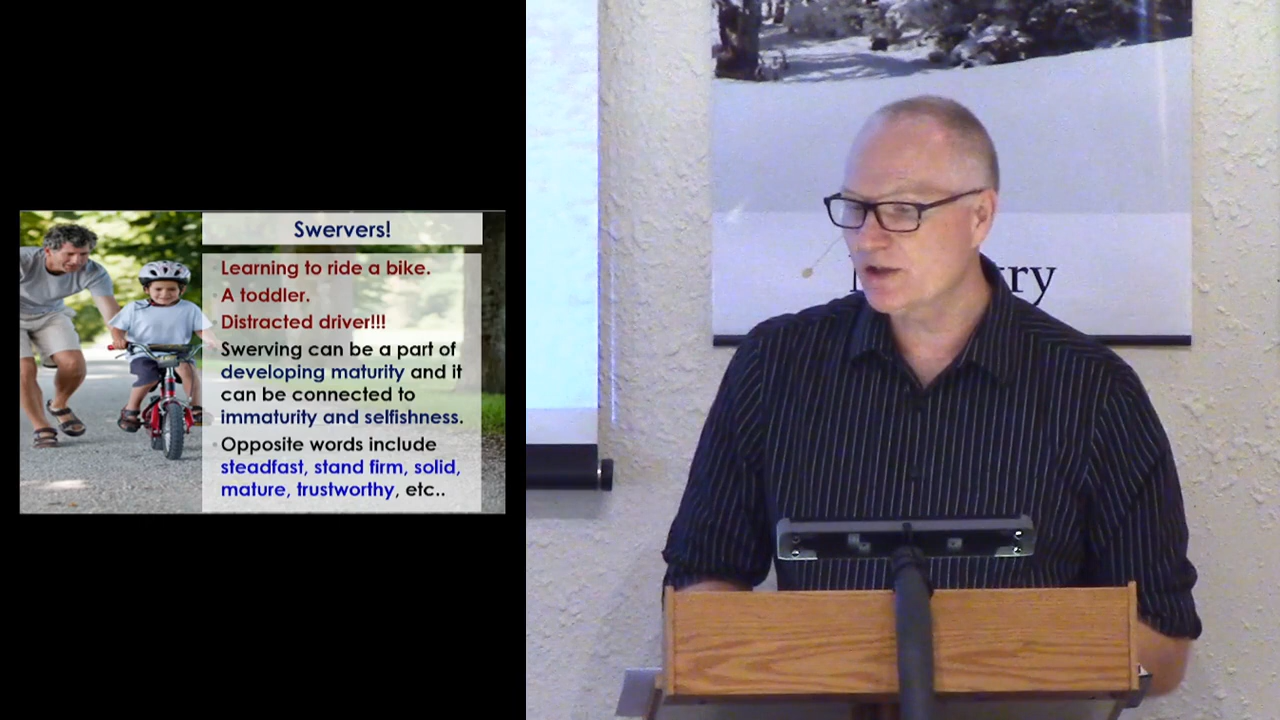 Swervers!
Learning to ride a bike.
A toddler.
Distracted driver!!!
Swerving can be a part of
developing maturity and it
can be connected to
immaturity and selfishness.
Opposite words include
steadfast, stand firm, solid,
mature, trustworthy, etc..